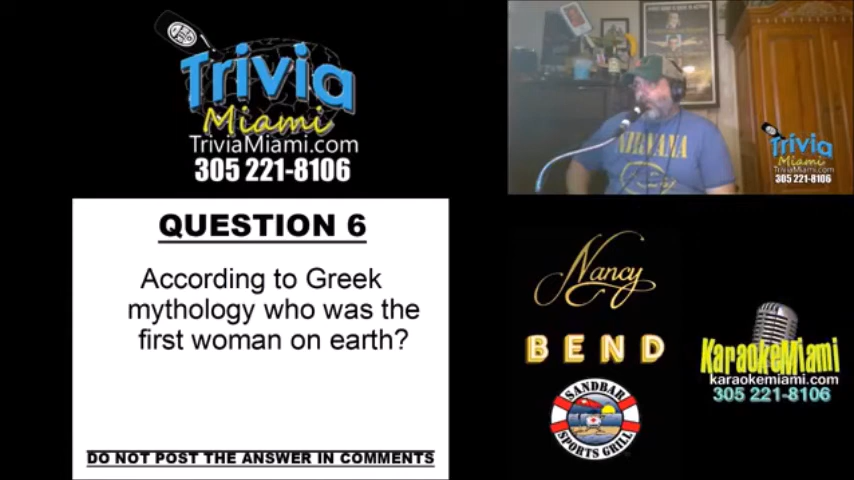 Trivia
Miami
TriviaMiami.com
305 221-8106
NIRVANA
Trivia
Miami
TriviaMiami.com
305 221-8106
QUESTION 6
According to Greek
mythology who was the
first woman on earth?
DO NOT POST THE ANSWER IN COMMENTS
Nancy
BEND
SANDBAR
SPORTS GRILL
KaraokeMiami
karaokemiami.com
305 221-8106